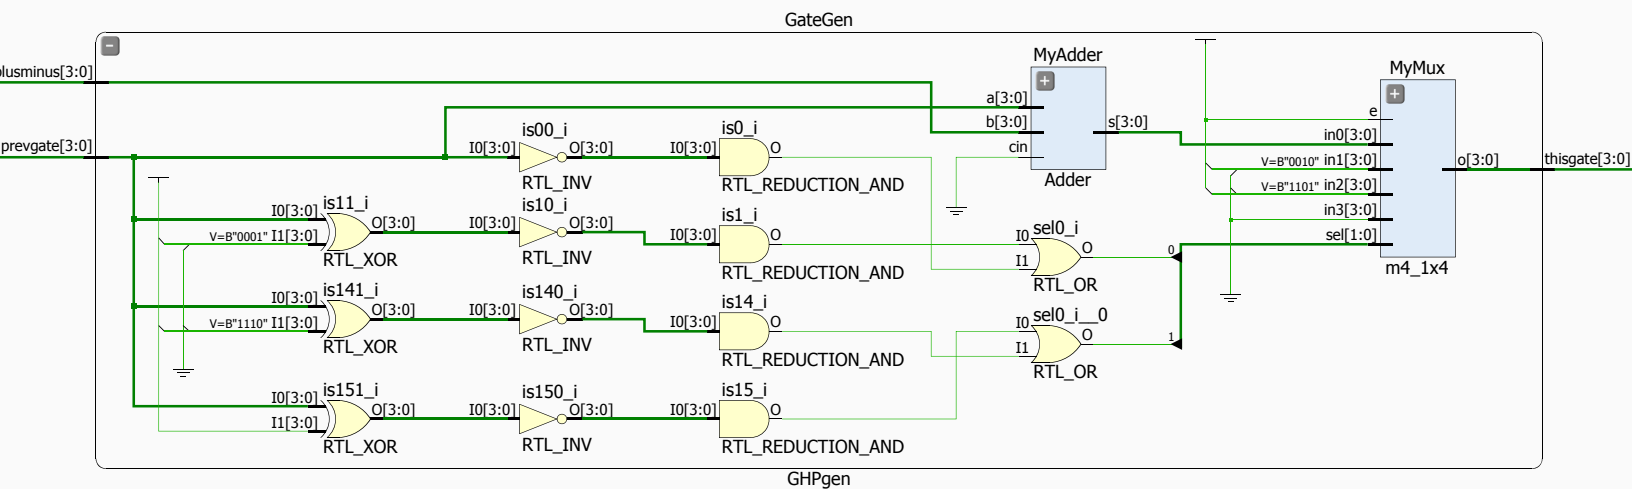 GateGen
MyAdder
MyMux
plusminus[3:0]
a[3:0]
b[3:0]
s[3:0]
cin
Adder
e
in0[3:0]
V=B"0010" in1[3:0]
V=B"1101" in2[3:0]
in3[3:0]
sel[1:0]
o[3:0]
thisgate[3:0]
m4_1x4
prevgate[3:0]
is00_i
I0[3:0] O[3:0]
RTL_INV
is0_i
I0[3:0] O
RTL_REDUCTION_AND
is11_i
I0[3:0] O[3:0]
V=B"0001" I1[3:0]
RTL_XOR
is10_i
I0[3:0] O[3:0]
RTL_INV
is1_i
I0[3:0] O
RTL_REDUCTION_AND
sel0_i
I0 O
I1
RTL_OR
0
is141_i
I0[3:0] O[3:0]
V=B"1110" I1[3:0]
RTL_XOR
is140_i
I0[3:0] O[3:0]
RTL_INV
is14_i
I0[3:0] O
RTL_REDUCTION_AND
sel0_i__0
I0 O
I1
RTL_OR
1
is151_i
I0[3:0] O[3:0]
I1[3:0]
RTL_XOR
is150_i
I0[3:0] O[3:0]
RTL_INV
is15_i
I0[3:0] O
RTL_REDUCTION_AND
GHPgen